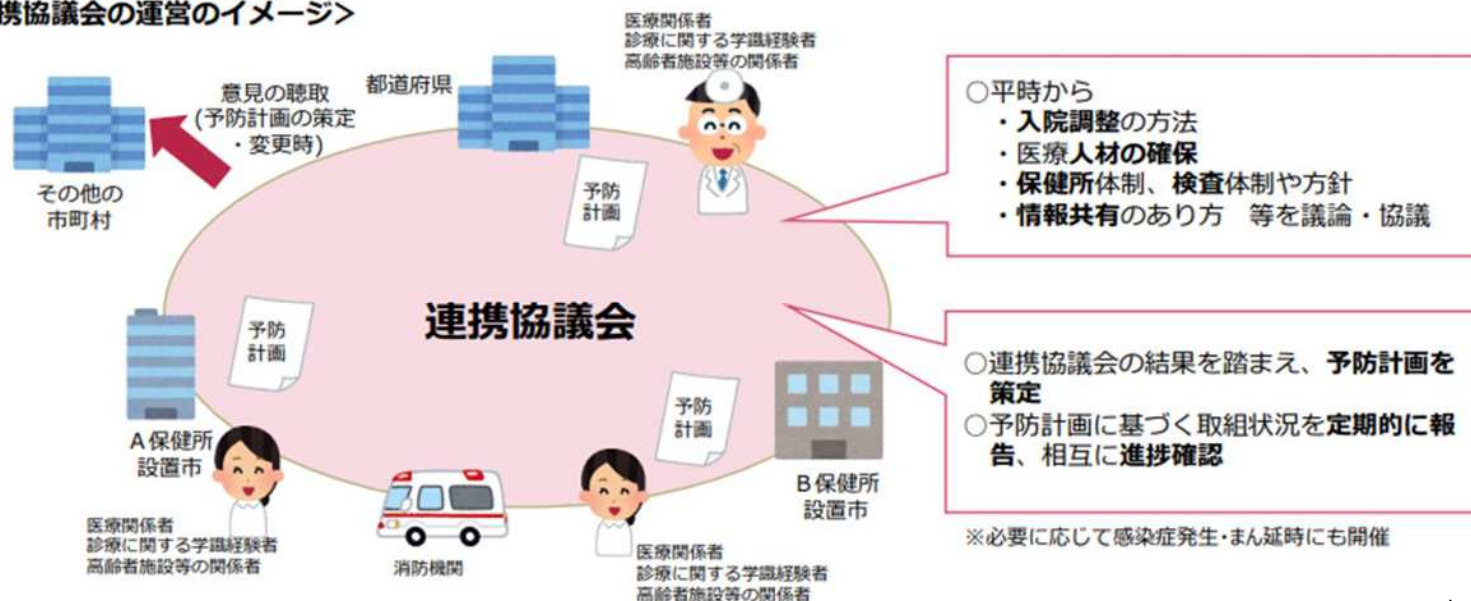 携協議会の運営のイメージ>
医療関係者
診療に関する学識経験者
高齢者施設等の関係者
都道府県
意見の聴取
(予防計画の策定
・変更時)
その他の
市町村
予防
計画
○平時から
・入院調整の方法
・医療人材の確保
・保健所体制、検査体制や方針
・情報共有のあり方　等を議論・協議
連携協議会
予防
計画
予防
計画
○連携協議会の結果を踏まえ、予防計画を
策定
○予防計画に基づく取組状況を定期的に報
告、相互に進捗確認
※必要に応じて感染症発生・まん延時にも開催
A保健所
設置市
B保健所
設置市
医療関係者
診療に関する学識経験者
高齢者施設等の関係者
消防機関
医療関係者
診療に関する学識経験者
高齢者施設等の関係者